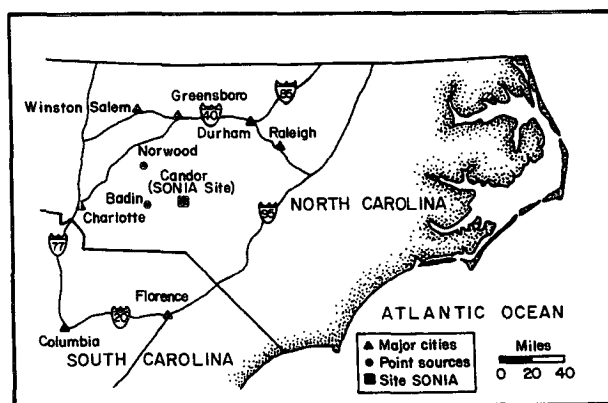 Greensboro
85
Winston Salem
40
Durham
Raleigh
Norwood
Candor
(SONIA Site)
Badin
95
NORTH CAROLINA
Charlotte
77
Florence
20
ATLANTIC OCEAN
Columbia
SOUTH CAROLINA
Major cities
Point sources
Site SONIA
Miles
0 20 40